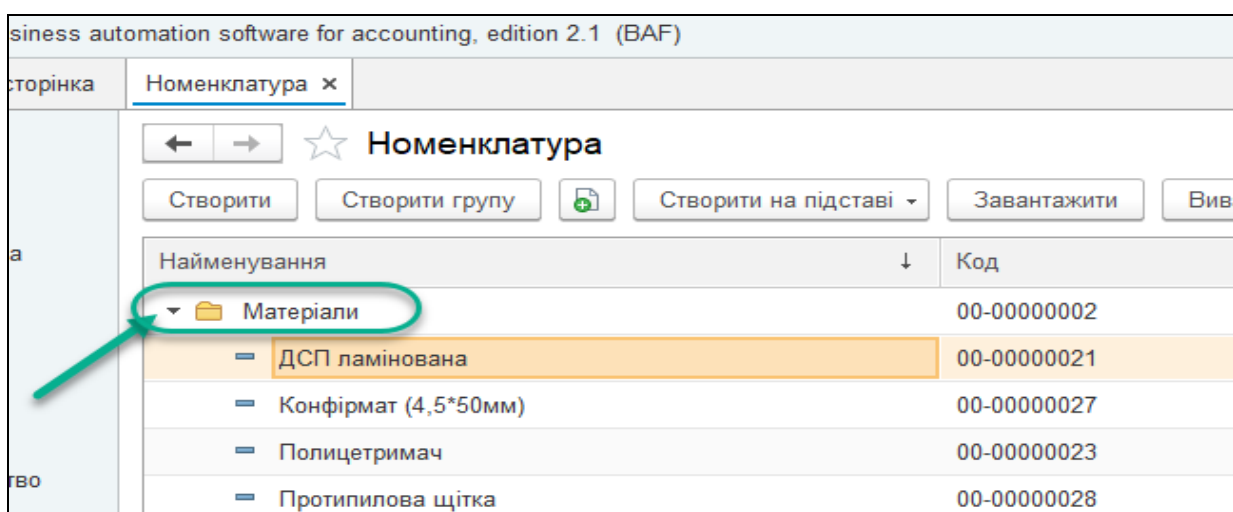 siness automation software for accounting, edition 2.1 (BAF)
сторінка Номенклатура ×
Номенклатура
Створити Створити групу Створити на підставі Завантажити Вив
а
Найменування ↓ Код
Матеріали 00-00000002
ДСП ламінована 00-00000021
Конфірмат (4,5*50мм) 00-00000027
Полицетримач 00-00000023
тво
Протипилова щітка 00-00000028